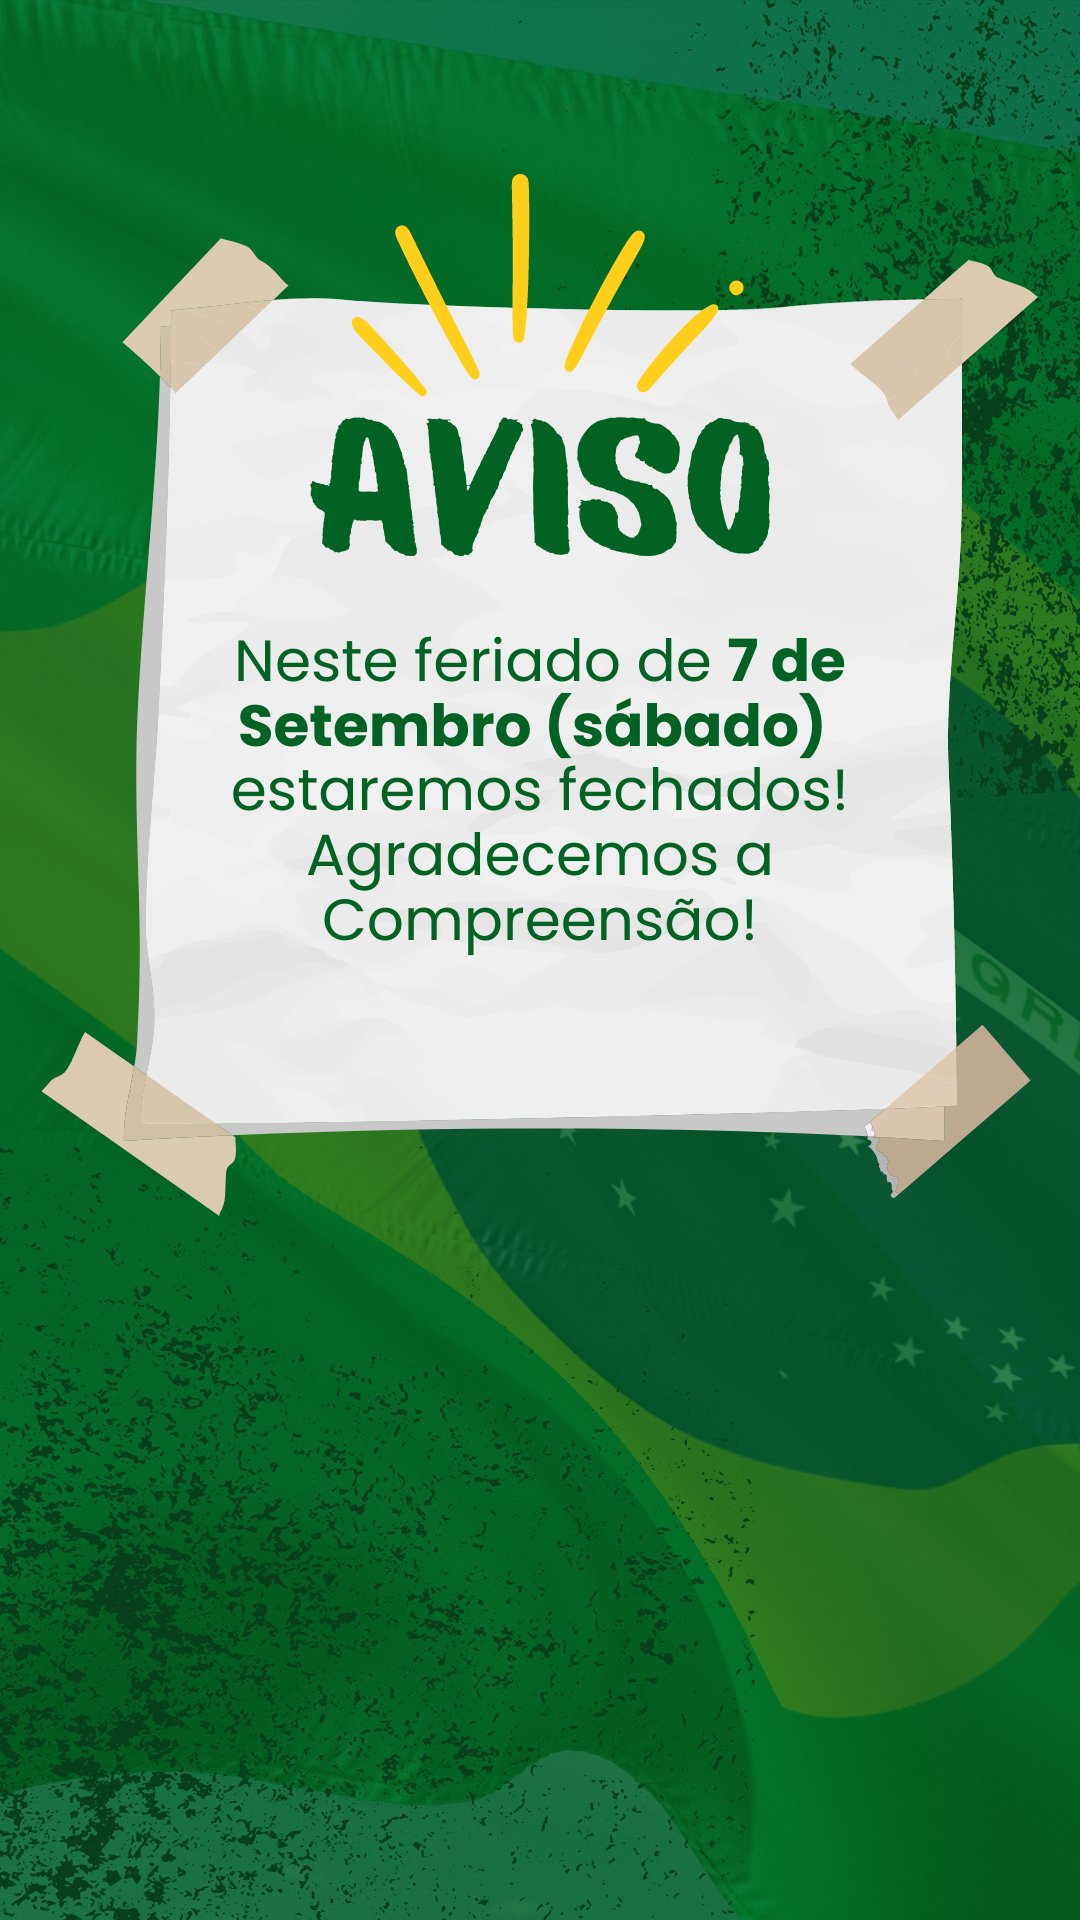 AVISO
Neste feriado de 7 de
Setembro (sábado)
estaremos fechados!
Agradecemos a
Compreensão!